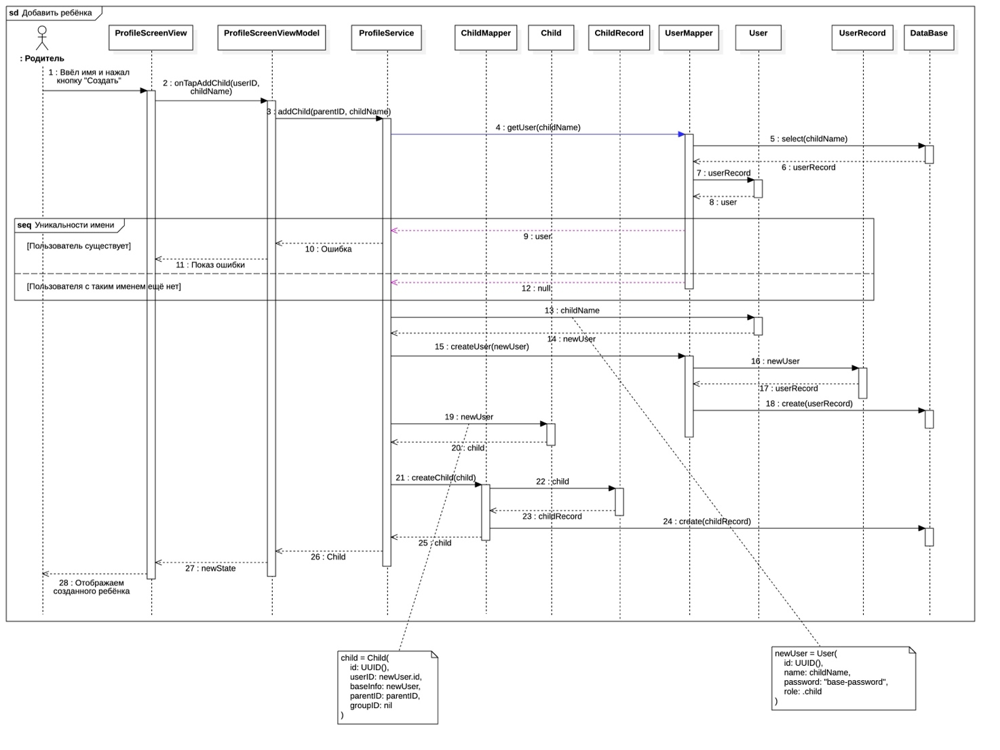 sd Добавить ребёнка
ProfileScreenView
ProfileScreenViewModel
ProfileService
ChildMapper
Child
ChildRecord
UserMapper
User
UserRecord
DataBase
: Родитель
1 : Ввёл имя и нажал
кнопку "Создать"
2 : onTapAddChild(userID,
childName)
3 : addChild(parentID, childName)
4 : getUser(childName)
5 : select(childName)
6 : userRecord
7 : userRecord
8 : user
seq Уникальности имени
[Пользователь существует]
9 : user
10 : Ошибка
11 : Показ ошибки
[Пользователя с таким именем ещё нет]
12 : null
13 : childName
14 : newUser
15 : createUser(newUser)
16 : newUser
17 : userRecord
18 : create(userRecord)
19 : newUser
20 : child
21 : createChild(child)
22 : child
23 : childRecord
24 : create(childRecord)
25 : child
26 : Child
27 : newState
28 : Отображаем
созданного ребёнка
child = Child(
id: UUID(),
userID: newUser.id,
baseInfo: newUser,
parentID: parentID,
groupID: nil
)
newUser = User(
id: UUID(),
name: childName,
password: "base-password",
role: .child
)